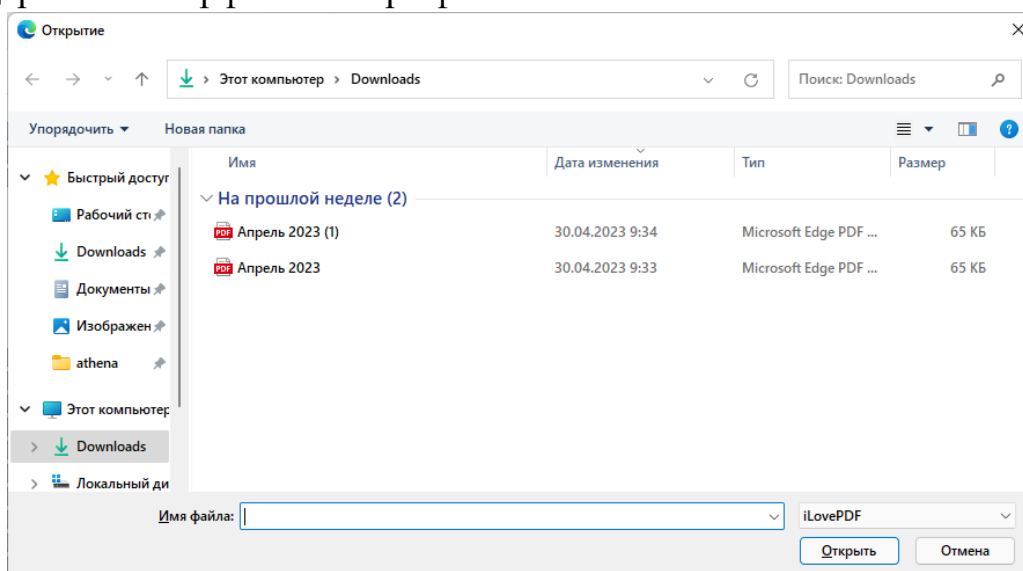 Открытие
Этот компьютер > Downloads
Поиск: Downloads
Упорядочить
Новая папка
Имя
Дата изменения
Тип
Размер
Быстрый доступ
На прошлой неделе (2)
Рабочий сто
Апрель 2023 (1)
30.04.2023 9:34
Microsoft Edge PDF ...
65 КБ
Downloads
Апрель 2023
30.04.2023 9:33
Microsoft Edge PDF ...
65 КБ
Документы
Изображен
athena
Этот компьютер
Downloads
Локальный ди
Имя файла:
iLovePDF
Открыть
Отмена